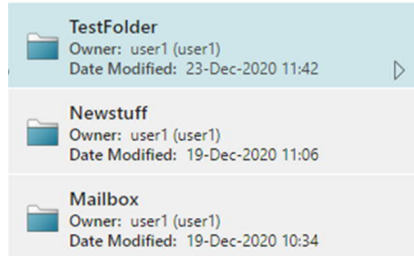 TestFolder
Owner: user1 (user1)
Date Modified: 23-Dec-2020 11:42
Newstuff
Owner: user1 (user1)
Date Modified: 19-Dec-2020 11:06
Mailbox
Owner: user1 (user1)
Date Modified: 19-Dec-2020 10:34